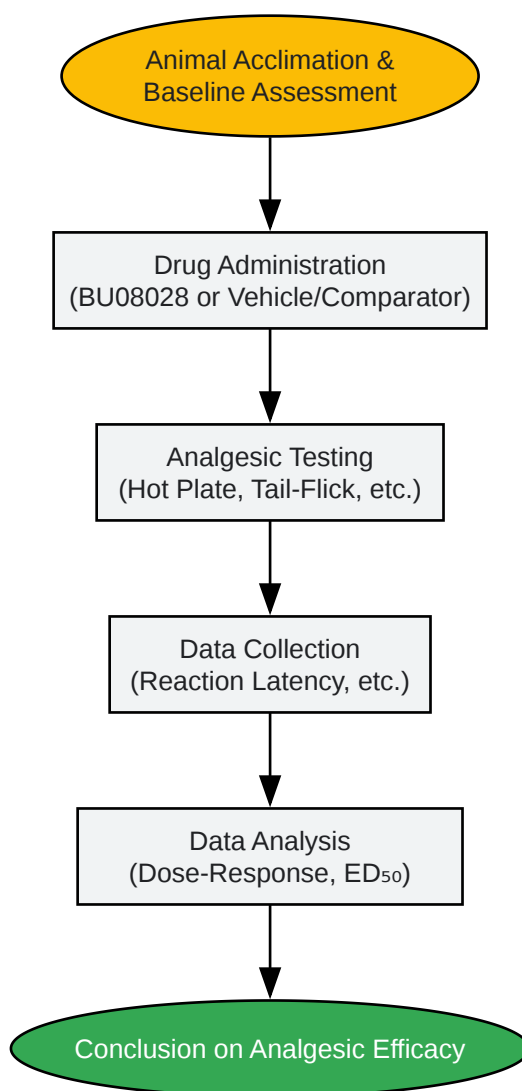 Animal Acclimation &
Baseline Assessment
Drug Administration
(BU08028 or Vehicle/Comparator)
Analgesic Testing
(Hot Plate, Tail-Flick, etc.)
Data Collection
(Reaction Latency, etc.)
Data Analysis
(Dose-Response, ED₅₀)
Conclusion on Analgesic Efficacy